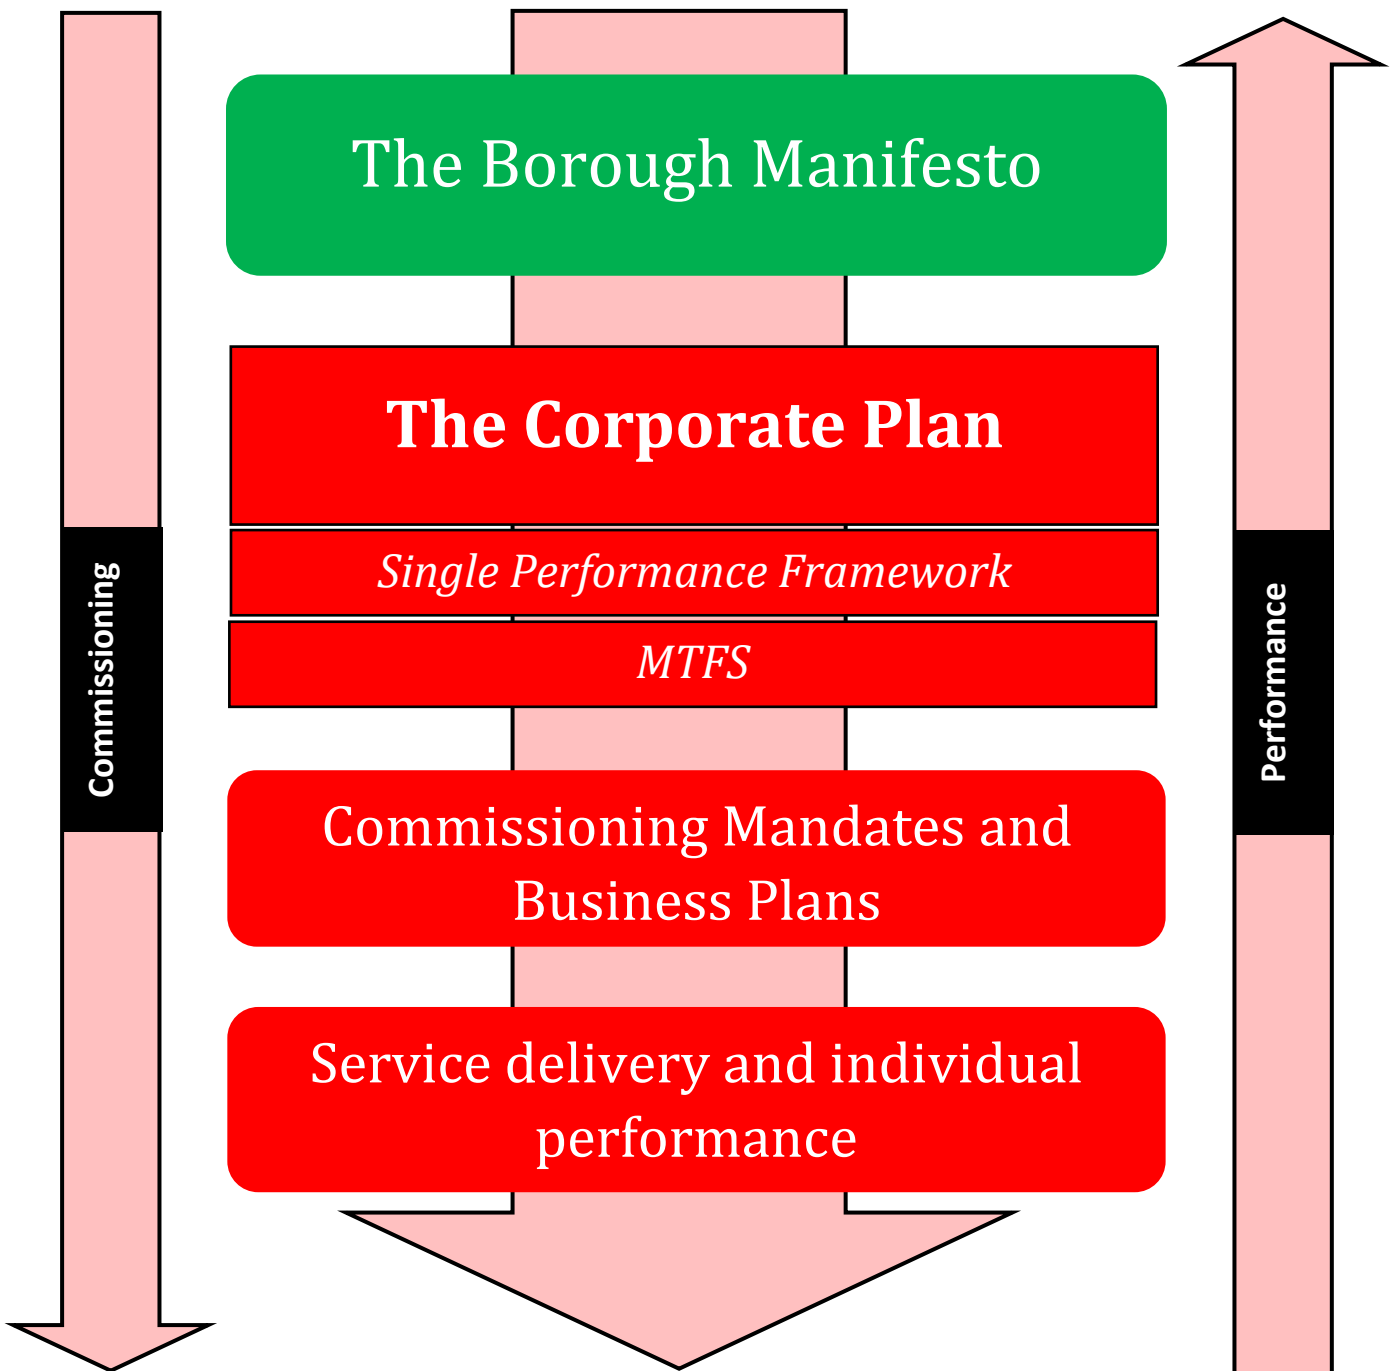 The Borough Manifesto
The Corporate Plan
Single Performance Framework
MTFS
Commissioning Mandates and
Business Plans
Service delivery and individual
performance
Commissioning
Performance